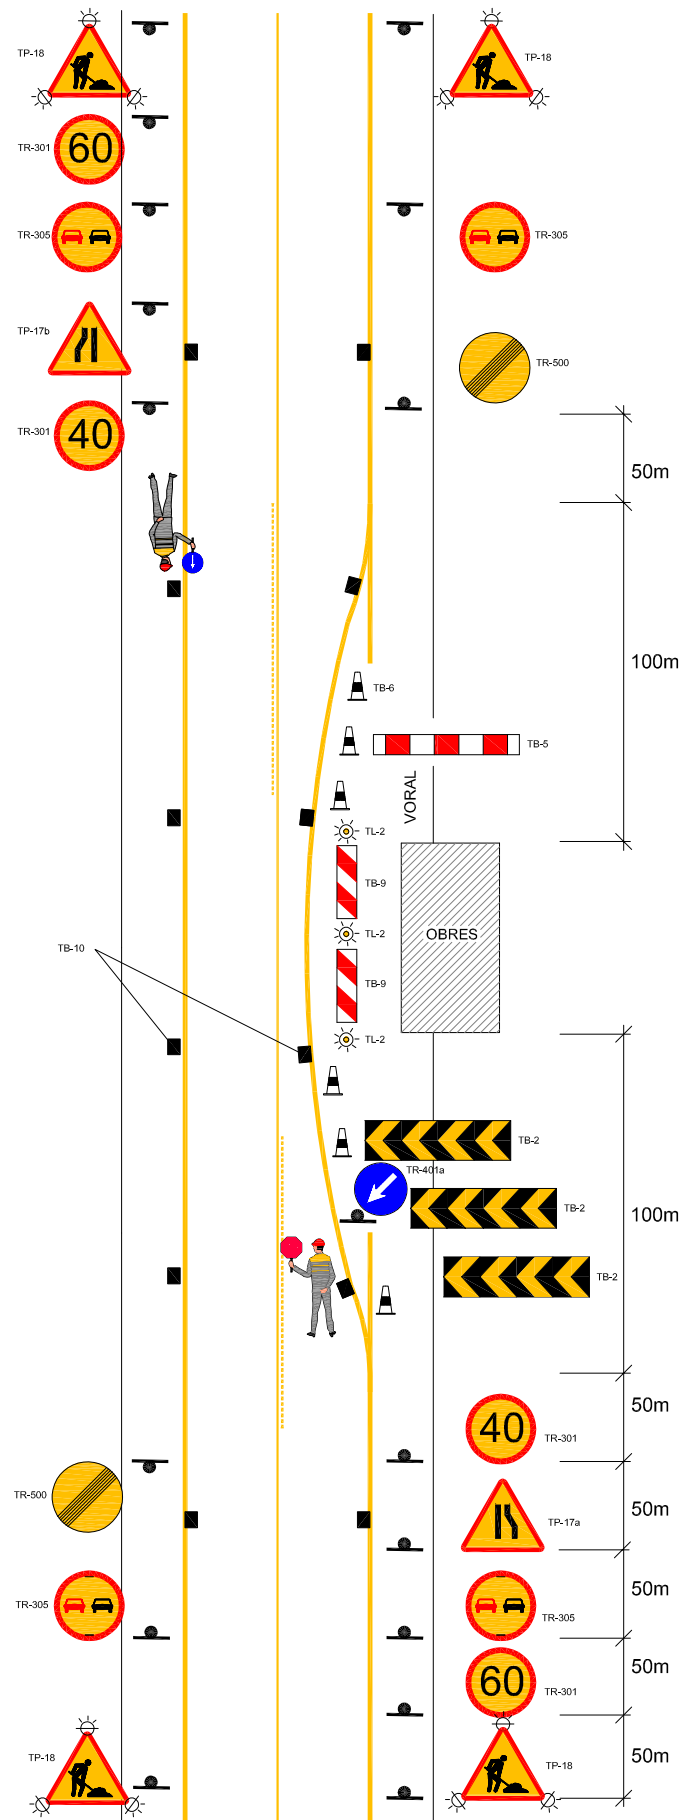 TP-18
TP-18
TR-301
60
TR-305
TR-305
TP-17b
TR-500
TR-301
40
50m
100m
TB-6
TB-5
VORAL
TL-2
TB-9
TL-2
OBRES
TB-10
TB-9
TL-2
TB-2
TR-401a
TB-2
100m
TB-2
50m
40
TR-301
TR-500
50m
TP-17a
50m
TR-305
TR-305
50m
60
TR-301
50m
TP-18
TP-18